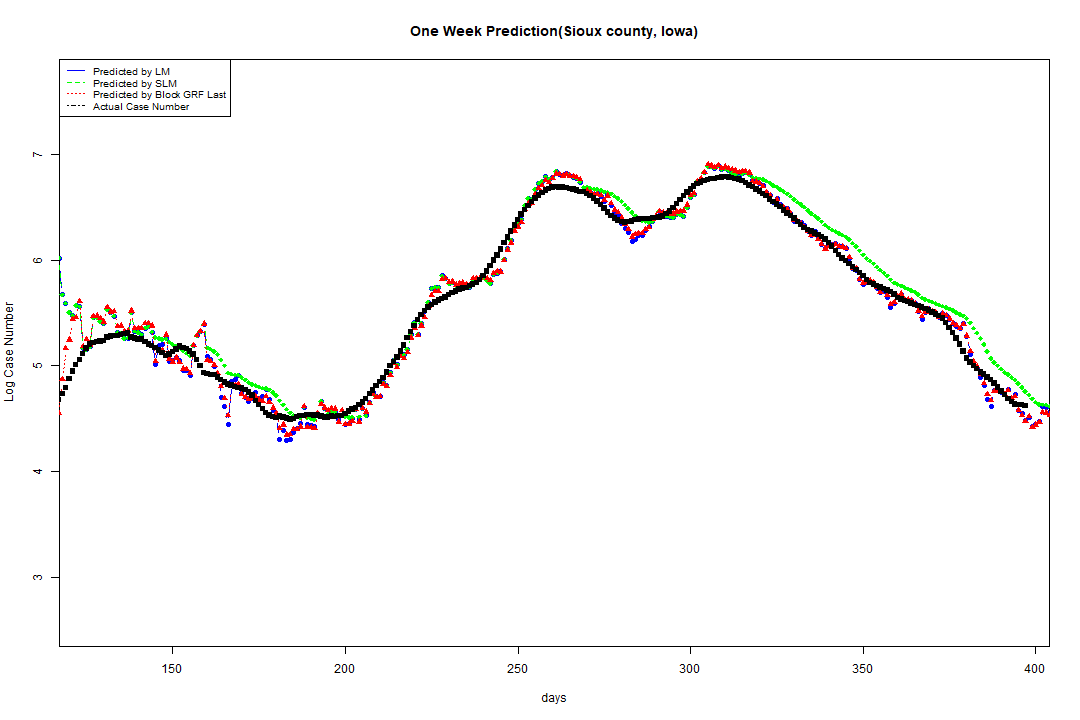 One Week Prediction(Sioux county, Iowa)
Predicted by LM
Predicted by SLM
Predicted by Block GRF Last
Actual Case Number
Log Case Number
7
6
5
4
3
150 200 250 300 350 400
days